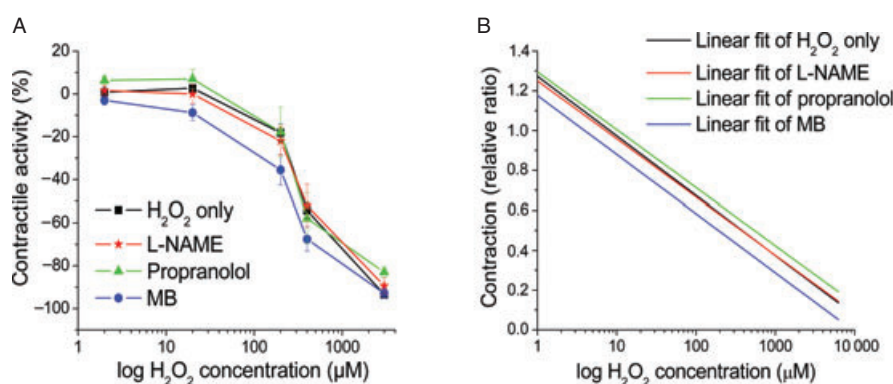 A
20
0
−20
−40
−60
−80
−100
Contractile activity (%)
H₂O₂ only
L-NAME
Propranolol
MB
1
10
100
1000
log H₂O₂ concentration (µM)
B
1.4
1.2
1.0
0.8
0.6
0.4
0.2
0.0
Contraction (relative ratio)
Linear fit of H₂O₂ only
Linear fit of L-NAME
Linear fit of propranolol
Linear fit of MB
1
10
100
1000
10 000
log H₂O₂ concentration (µM)